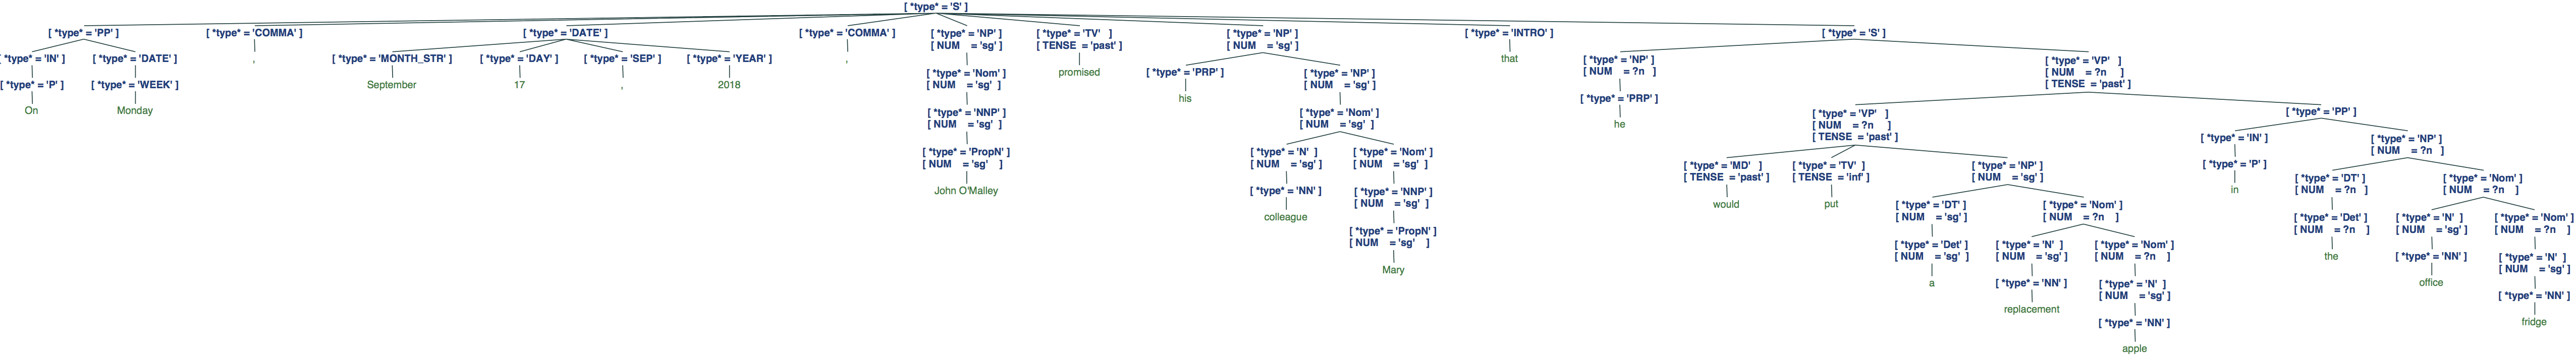 [ *type* = 'S' ]
[ *type* = 'PP' ] [ *type* = 'COMMA' ] [ *type* = 'DATE' ] [ *type* = 'COMMA' ] [ *type* = 'NP' ] [ *type* = 'TV' ] [ *type* = 'NP' ] [ *type* = 'INTRO' ] [ *type* = 'S' ]
[ NUM = 'sg' ] [ TENSE = 'past' ] [ NUM = 'sg' ]
[ *type* = 'IN' ] [ *type* = 'DATE' ] , [ *type* = 'MONTH_STR' ] [ *type* = 'DAY' ] [ *type* = 'SEP' ] [ *type* = 'YEAR' ] , that [ *type* = 'NP' ] [ *type* = 'VP' ]
[ NUM = ?n ] [ NUM = ?n ]
[ *type* = 'Nom' ] promised [ *type* = 'PRP' ] [ *type* = 'NP' ]
[ *type* = 'P' ] [ *type* = 'WEEK' ] September 17 , 2018 [ NUM = 'sg' ] [ NUM = 'sg' ] [ TENSE = 'past' ]
his [ *type* = 'PRP' ]
On Monday [ *type* = 'NNP' ] [ *type* = 'Nom' ] [ *type* = 'VP' ] [ *type* = 'PP' ]
[ NUM = 'sg' ] [ NUM = 'sg' ] he [ NUM = ?n ]
[ TENSE = 'past' ] [ *type* = 'IN' ] [ *type* = 'NP' ]
[ NUM = ?n ]
[ *type* = 'PropN' ] [ *type* = 'N' ] [ *type* = 'Nom' ]
[ NUM = 'sg' ] [ NUM = 'sg' ] [ NUM = 'sg' ] [ *type* = 'MD' ] [ *type* = 'TV' ] [ *type* = 'NP' ] [ *type* = 'P' ]
[ TENSE = 'past' ] [ TENSE = 'inf' ] [ NUM = 'sg' ] [ *type* = 'DT' ] [ *type* = 'Nom' ]
John O'Malley [ *type* = 'NN' ] [ *type* = 'NNP' ] in [ NUM = ?n ] [ NUM = ?n ]
[ NUM = 'sg' ] would put [ *type* = 'DT' ] [ *type* = 'Nom' ]
colleague [ NUM = 'sg' ] [ NUM = ?n ] [ *type* = 'Det' ] [ *type* = 'N' ] [ *type* = 'Nom' ]
[ *type* = 'PropN' ] [ NUM = ?n ] [ NUM = 'sg' ] [ NUM = ?n ]
[ NUM = 'sg' ] [ *type* = 'Det' ] [ *type* = 'N' ] [ *type* = 'Nom' ]
[ NUM = 'sg' ] [ NUM = 'sg' ] [ NUM = ?n ] the [ *type* = 'NN' ] [ *type* = 'N' ]
Mary [ NUM = 'sg' ]
a [ *type* = 'NN' ] [ *type* = 'N' ] office
[ NUM = 'sg' ] [ *type* = 'NN' ]
replacement
[ *type* = 'NN' ] fridge
apple